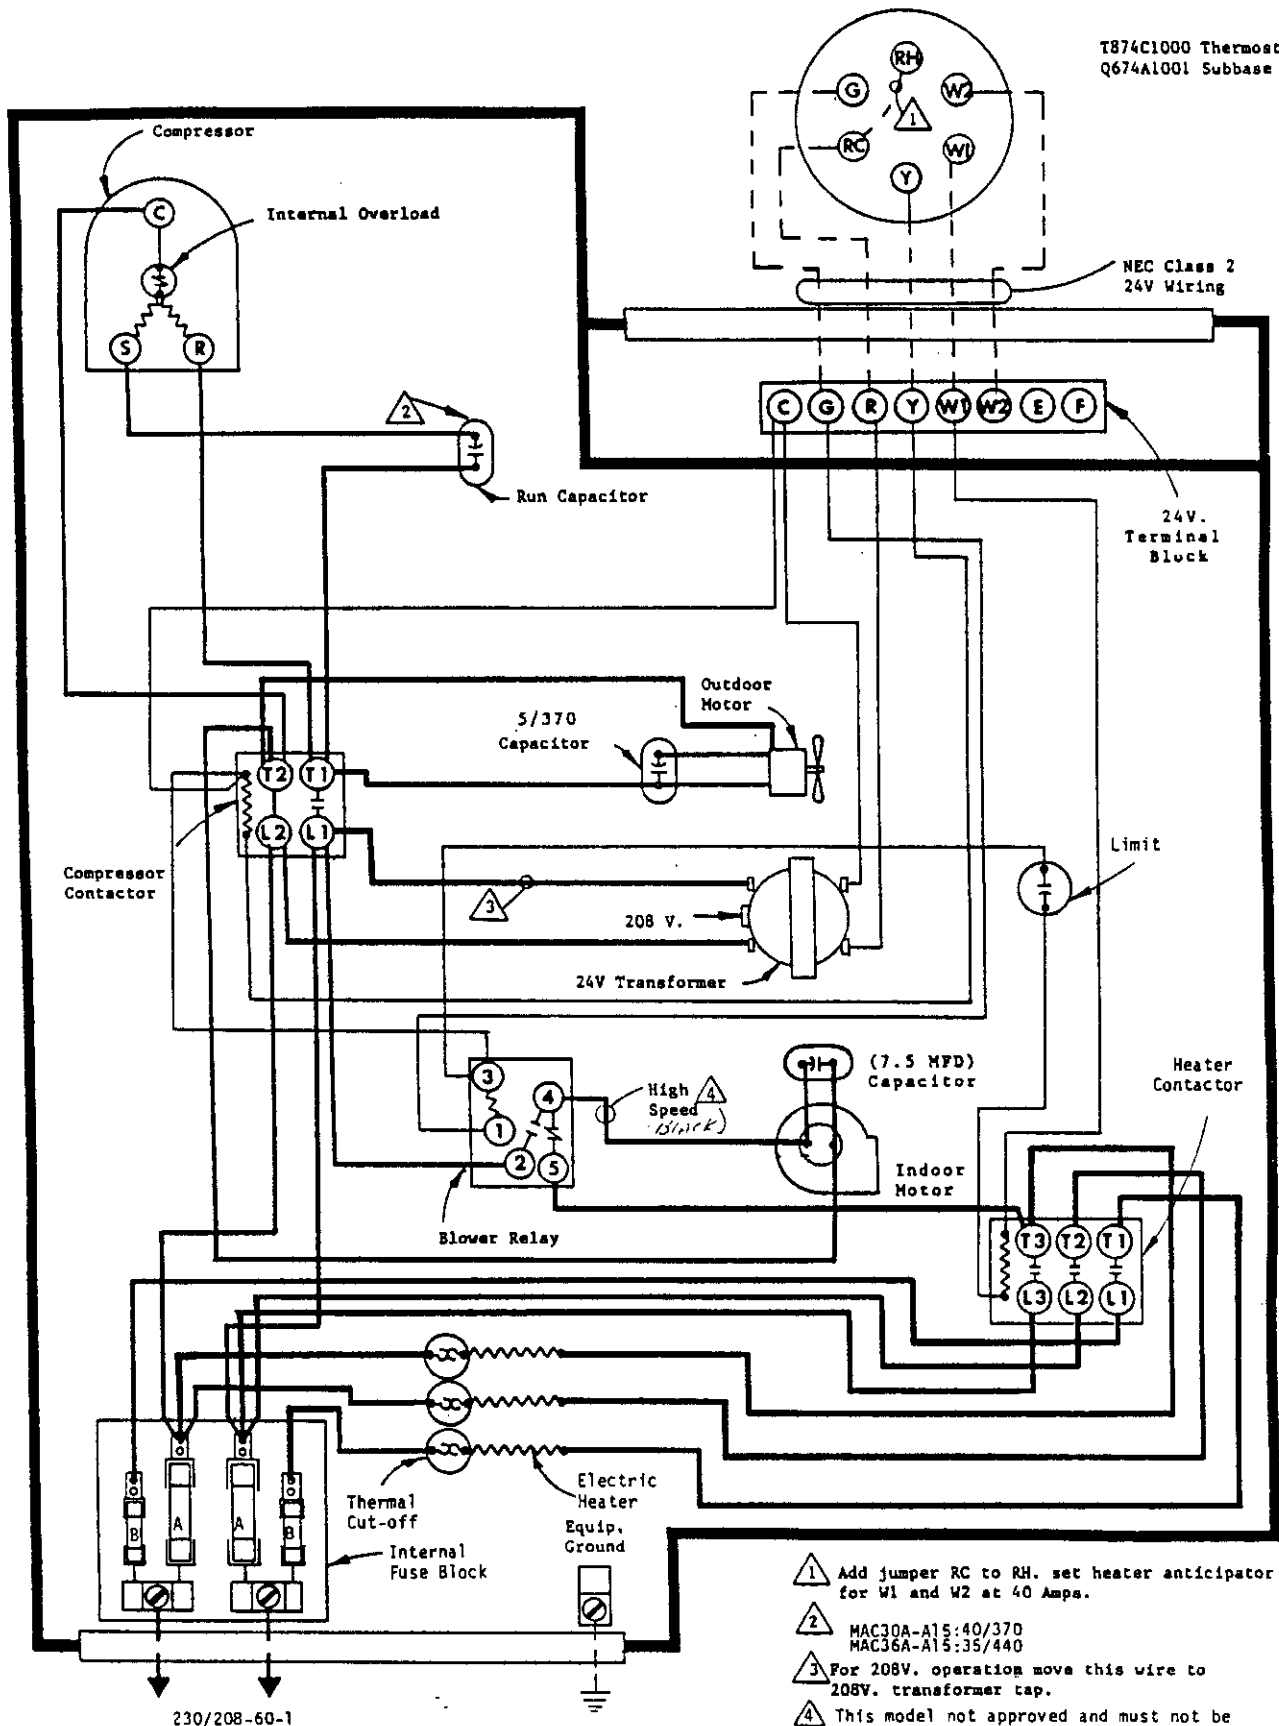 T874C1000 Thermost
Q674A1001 Subbase
RH
G
W2
1
RC
W1
Y
Compressor
C
Internal Overload
S
R
NEC Class 2
24V Wiring
C G R Y W1 W2 E F
2
Run Capacitor
24V.
Terminal
Block
Outdoor
Motor
5/370
Capacitor
T2 T1
L2 L1
Compressor
Contactor
3
208 V.
24V Transformer
Limit
3
4
1
2
5
Blower Relay
High
Speed
4
(Black)
(7.5 MFD)
Capacitor
Indoor
Motor
Heater
Contactor
T3 T2 T1
L3 L2 L1
B
A
A
B
Thermal
Cut-off
Electric
Heater
Internal
Fuse Block
Equip.
Ground
230/208-60-1
1 Add jumper RC to RH. set heater anticipator
for W1 and W2 at 40 Amps.
2 MAC30A-A15:40/370
MAC36A-A15:35/440
3 For 208V. operation move this wire to
208V. transformer tap.
4 This model not approved and must not be